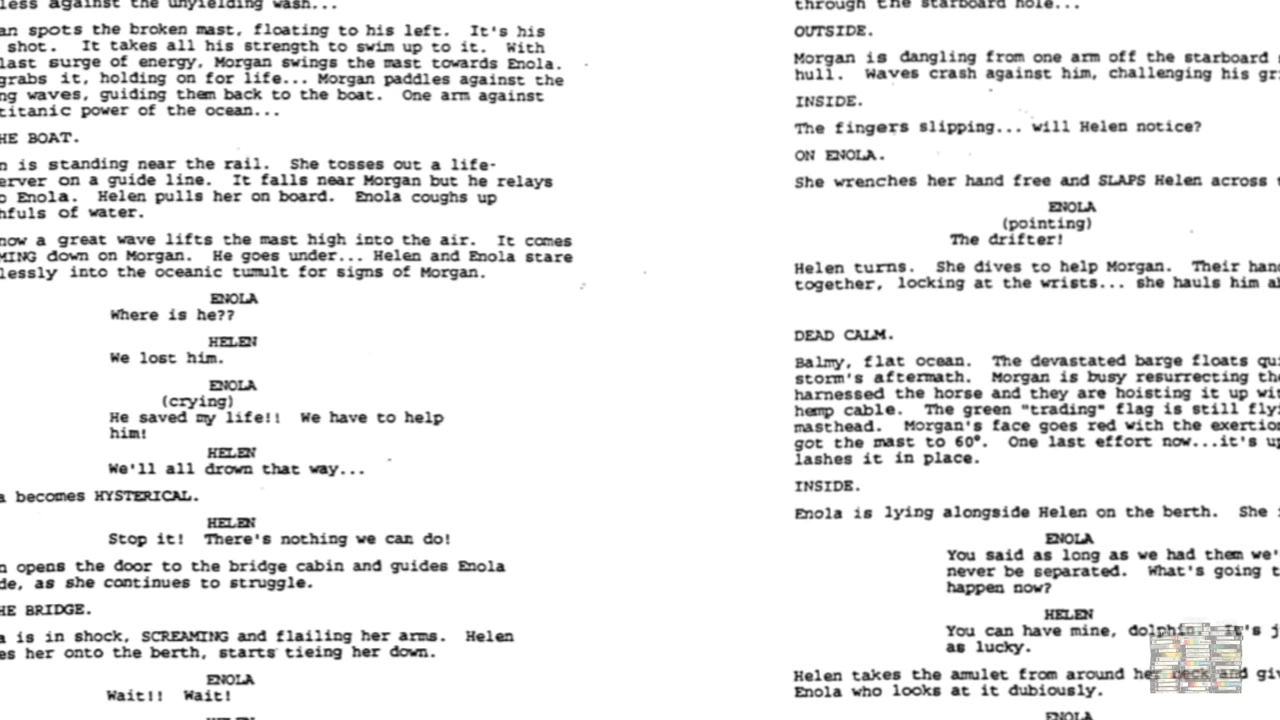 less against the unyielding wash...
an spots the broken mast, floating to his left. It's his
shot. It takes all his strength to swim up to it. With
last surge of energy, Morgan swings the mast towards Enola.
grabs it, holding on for life... Morgan paddles against the
ng waves, guiding them back to the boat. One arm against
titanic power of the ocean...
HE BOAT.
n is standing near the rail. She tosses out a life-
erver on a guide line. It falls near Morgan but he relays
o Enola. Helen pulls her on board. Enola coughs up
hfuls of water.
now a great wave lifts the mast high into the air. It comes
MING down on Morgan. He goes under... Helen and Enola stare
lessly into the oceanic tumult for signs of Morgan.
ENOLA
Where is he??
HELEN
We lost him.
ENOLA
(crying)
He saved my life!! We have to help
him!
HELEN
We'll all drown that way...
a becomes HYSTERICAL.
HELEN
Stop it! There's nothing we can do!
n opens the door to the bridge cabin and guides Enola
de, as she continues to struggle.
HE BRIDGE.
a is in shock, SCREAMING and flailing her arms. Helen
es her onto the berth, starts tieing her down.
ENOLA
Wait!! Wait!
HELEN
through the starboard hole...
OUTSIDE.
Morgan is dangling from one arm off the starboard
hull. Waves crash against him, challenging his gr
INSIDE.
The fingers slipping... will Helen notice?
ON ENOLA.
She wrenches her hand free and SLAPS Helen across
ENOLA
(pointing)
The drifter!
Helen turns. She dives to help Morgan. Their hand
together, locking at the wrists... she hauls him
DEAD CALM.
Balmy, flat ocean. The devastated barge floats qui
storm's aftermath. Morgan is busy resurrecting the
harnessed the horse and they are hoisting it up wit
hemp cable. The green "trading" flag is still flyi
masthead. Morgan's face goes red with the exertion
got the mast to 60°. One last effort now...it's up
lashes it in place.
INSIDE.
Enola is lying alongside Helen on the berth. She
ENOLA
You said as long as we had them we'
never be separated. What's going t
happen now?
HELEN
You can have mine, dolphin. It's j
as lucky.
Helen takes the amulet from around her neck and giv
Enola who looks at it dubiously.
ENOLA